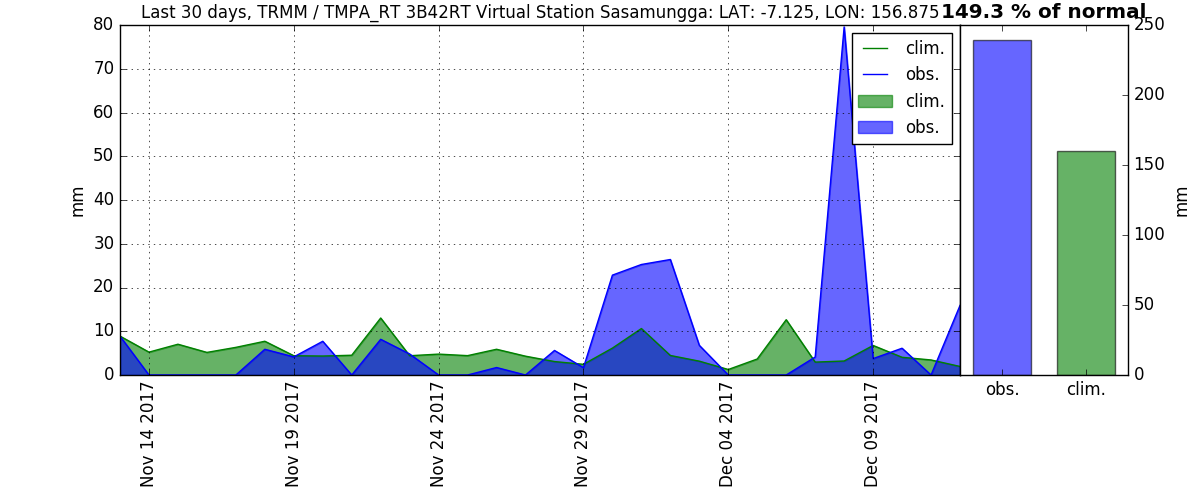 Last 30 days, TRMM / TMPA_RT 3B42RT Virtual Station Sasamungga: LAT: -7.125, LON: 156.875
149.3 % of normal
80
70
60
50
40
30
20
10
0
mm
clim.
obs.
clim.
obs.
Nov 14 2017
Nov 19 2017
Nov 24 2017
Nov 29 2017
Dec 04 2017
Dec 09 2017
250
200
150
100
50
0
mm
obs.
clim.